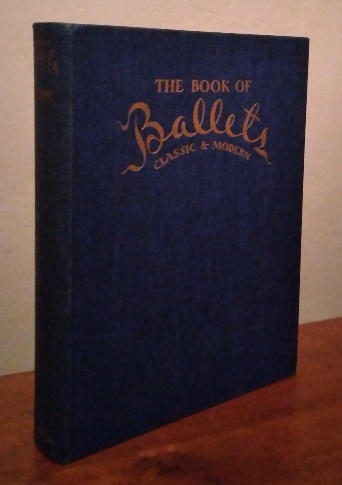 THE BOOK OF
Ballets
CLASSIC & MODERN